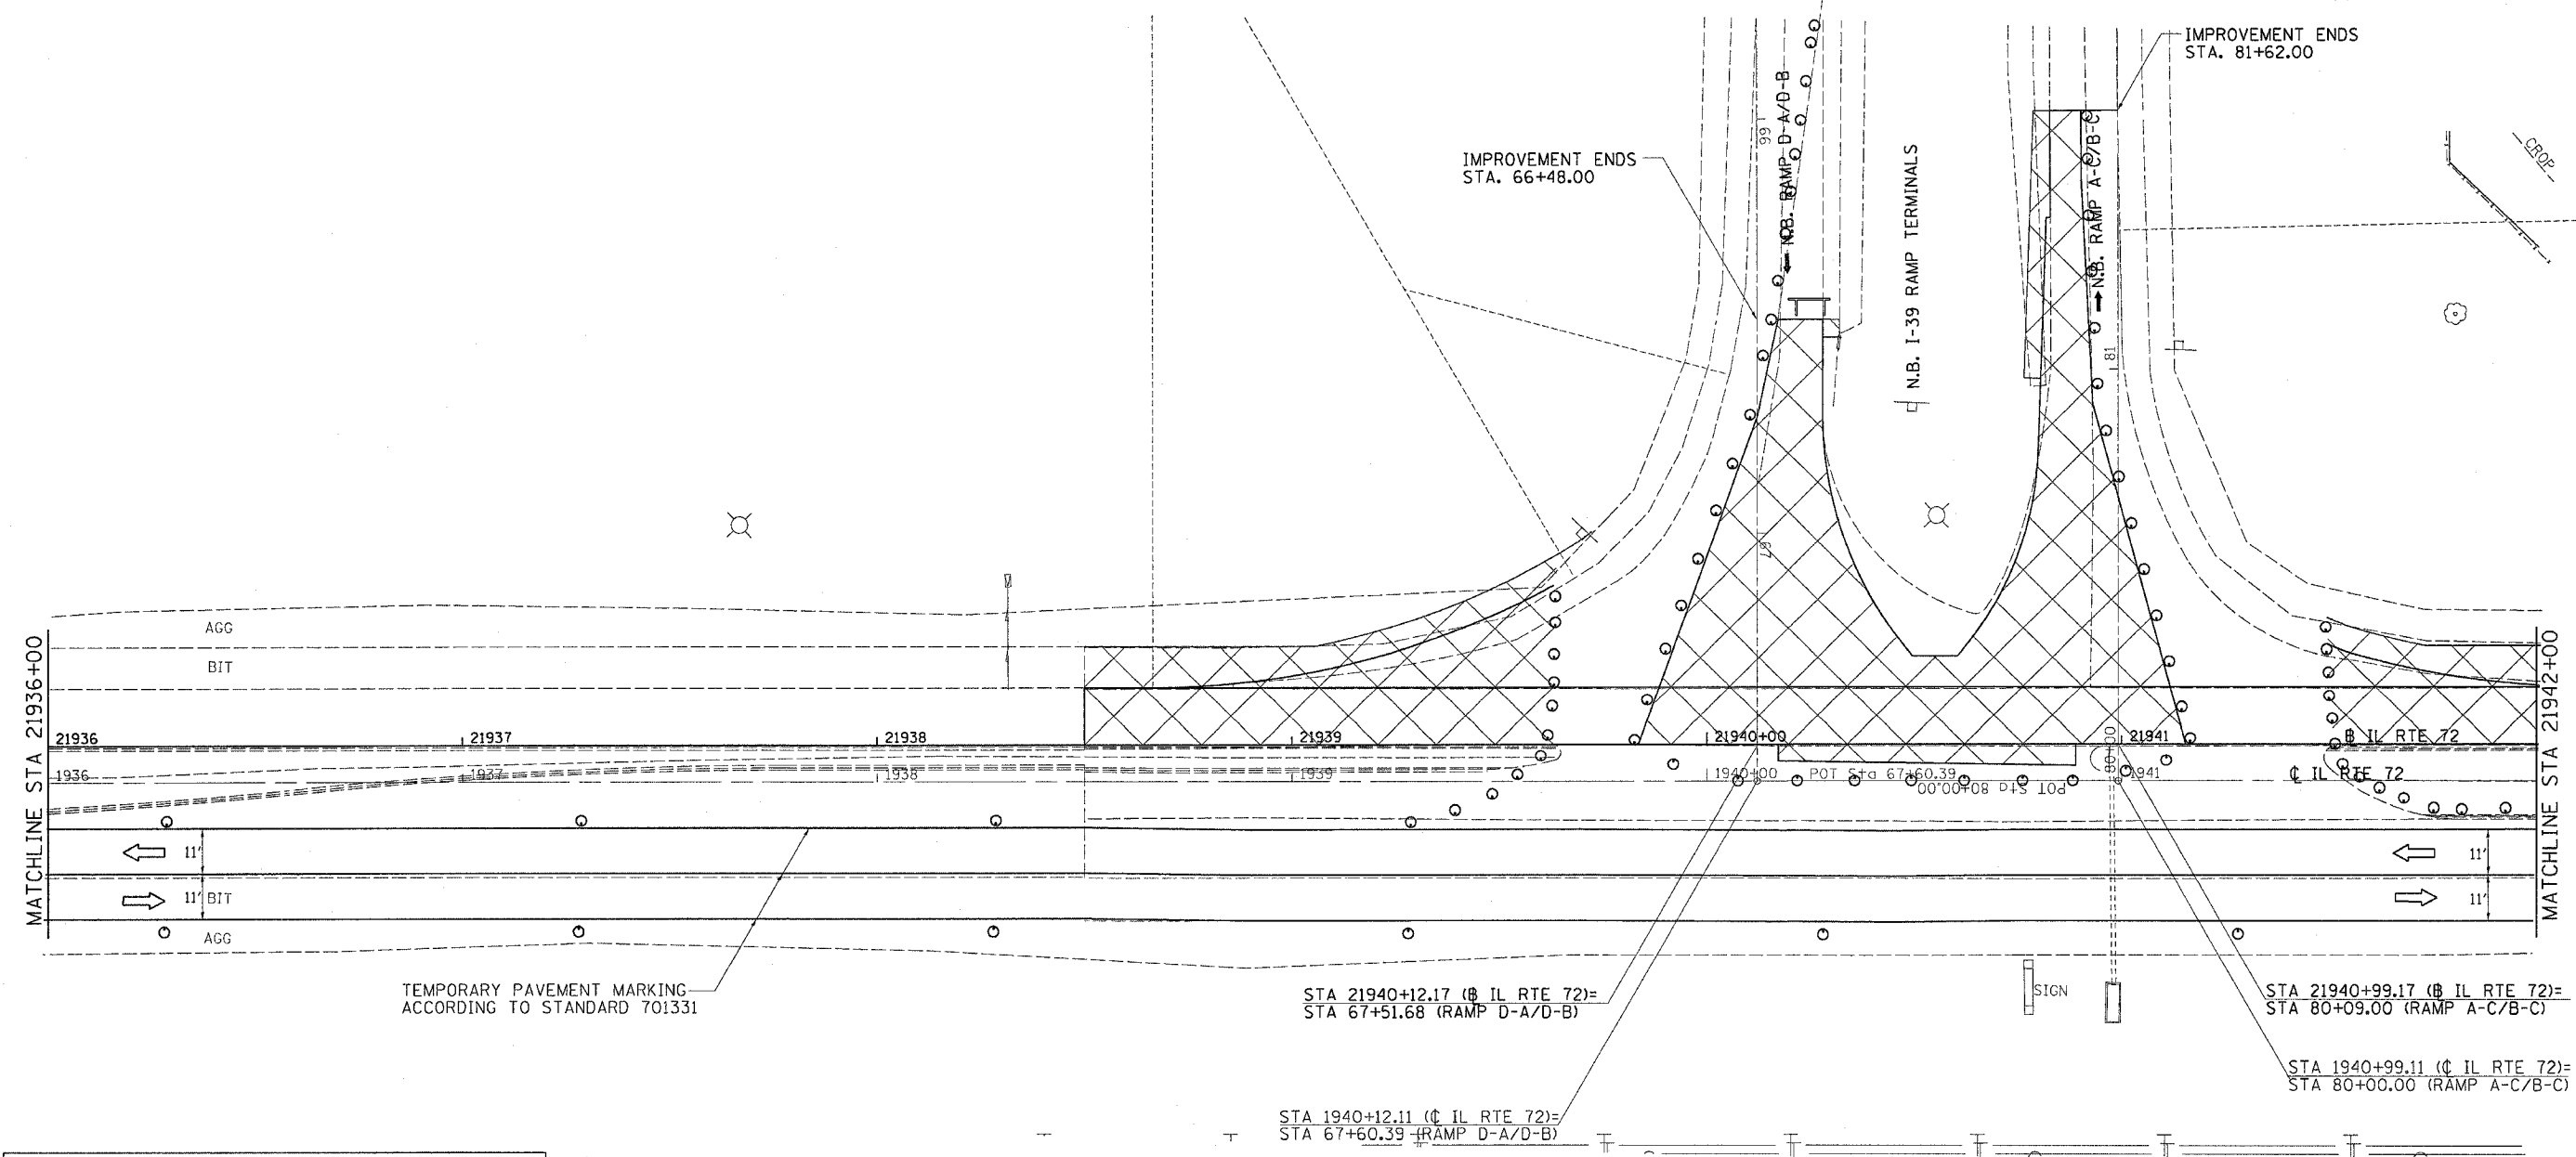 IMPROVEMENT ENDS
STA. 81+62.00
IMPROVEMENT ENDS
STA. 66+48.00
N.B. RAMP D-A/D-B
66
N.B. I-39 RAMP TERMINALS
N.B. RAMP A-C/B-C
81
CROP
67
MATCHLINE STA 21936+00
AGG
BIT
21936
21937
21938
21939
21940+00
21941
℄ IL RTE 72
1936
1937
1938
1939
1940+00
POT Sta 67+60.39
POT Sta 80+00.00
80+00
1941
MATCHLINE STA 21942+00
11'
11'
11' BIT
11'
AGG
TEMPORARY PAVEMENT MARKING
ACCORDING TO STANDARD 701331
SIGN
STA 21940+12.17 (B IL RTE 72)=
STA 67+51.68 (RAMP D-A/D-B)
STA 21940+99.17 (B IL RTE 72)=
STA 80+09.00 (RAMP A-C/B-C)
STA 1940+99.11 (℄ IL RTE 72)=
STA 80+00.00 (RAMP A-C/B-C)
STA 1940+12.11 (℄ IL RTE 72)=
STA 67+60.39 (RAMP D-A/D-B)
B IL RTE 72